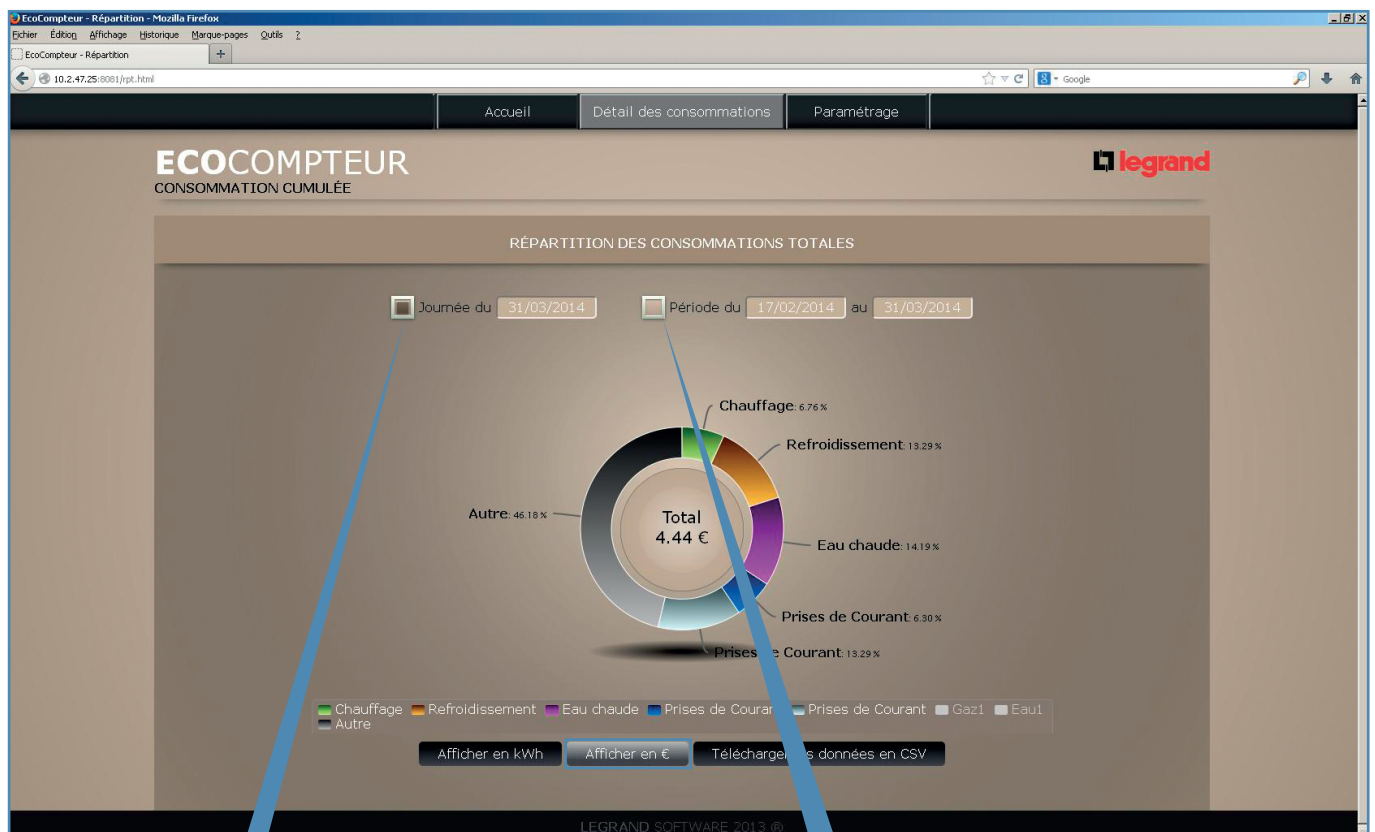 EcoCompteur - Répartition - Mozilla Firefox
Fichier Édition Affichage Historique Marque-pages Outils ?
EcoCompteur - Répartition +
10.2.47.25:8081/rpt.html
Google
Accueil Détail des consommations Paramétrage
ECOCOMPTEUR
legrand
CONSOMMATION CUMULÉE
RÉPARTITION DES CONSOMMATIONS TOTALES
Journée du 31/03/2014 Période du 17/02/2014 au 31/03/2014
Chauffage: 6.76 %
Refroidissement: 13.29 %
Autre: 46.18 %
Total
4.44 €
Eau chaude: 14.19 %
Prises de Courant: 6.30 %
Prises de Courant: 13.29 %
Chauffage Refroidissement Eau chaude Prises de Courant Prises de Courant Gaz1 Eau1
Autre
Afficher en kWh Afficher en € Télécharger les données en CSV
LEGRAND SOFTWARE 2013 ®